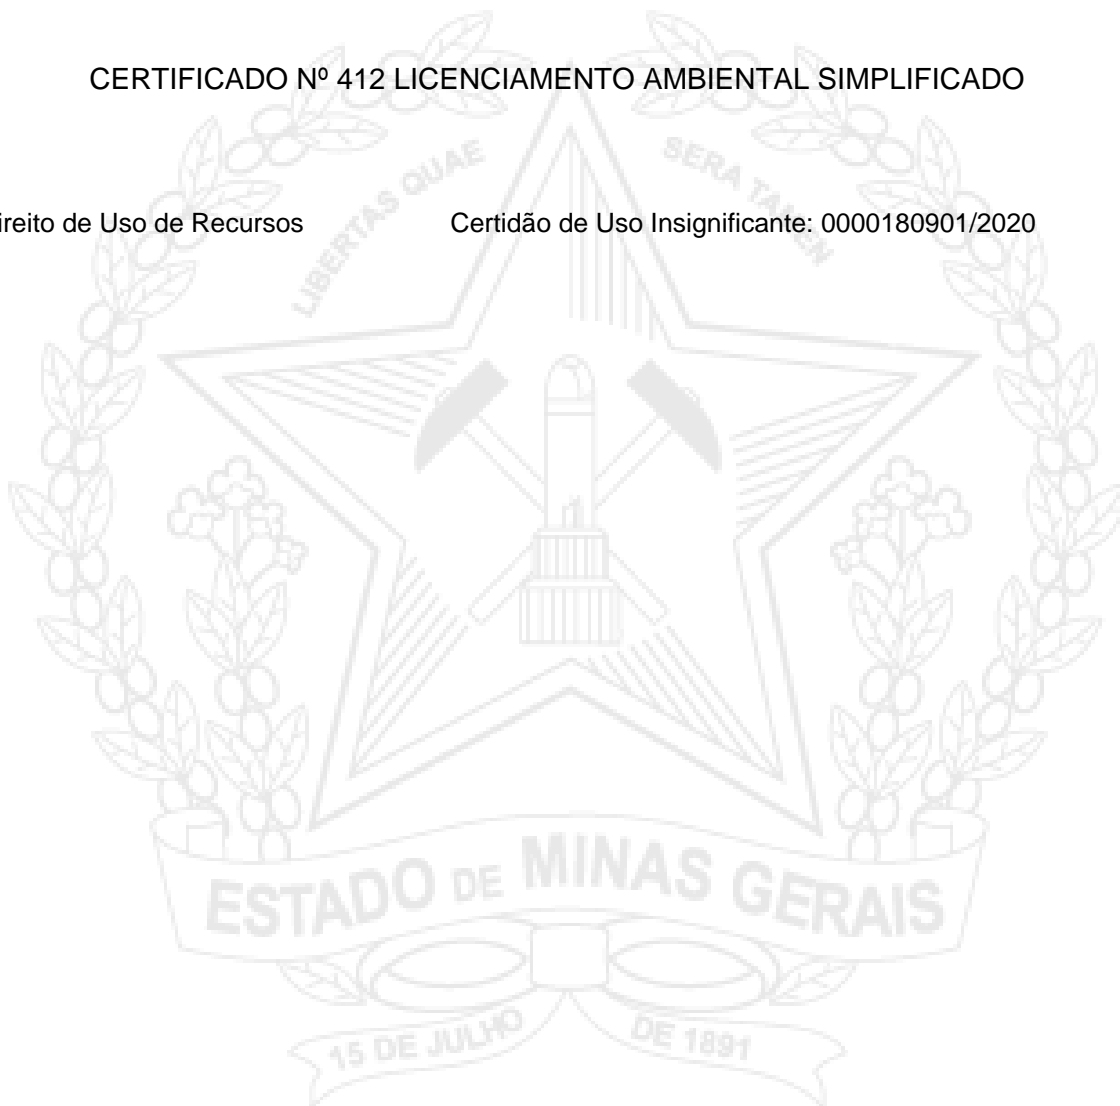 CERTIFICADO Nº 412 LICENCIAMENTO AMBIENTAL SIMPLIFICADO
LIBERTAS QUAE SERA TAMEN
ireito de Uso de Recursos Certidão de Uso Insignificante: 0000180901/2020
ESTADO DE MINAS GERAIS
15 DE JULHO DE 1891